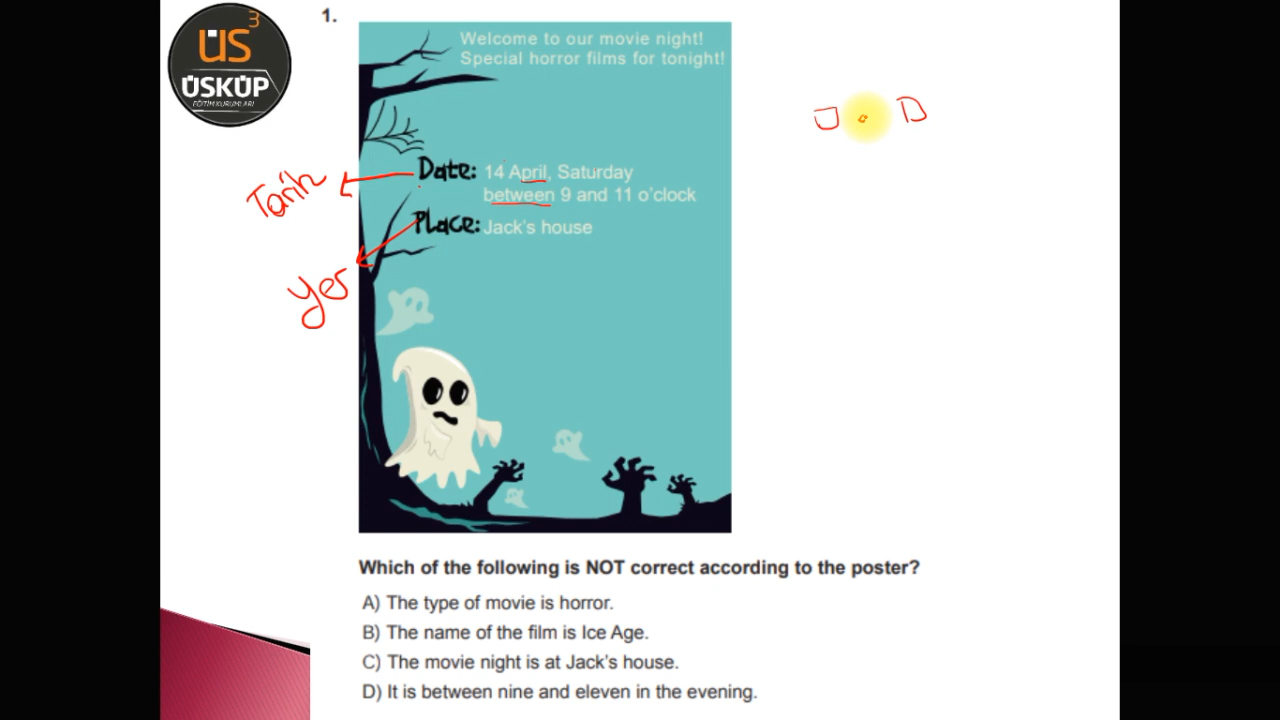 ÜS3
ÜSKÜP
EĞİTİM KURUMLARI
1.
Welcome to our movie night!
Special horror films for tonight!
Date: 14 April, Saturday
between 9 and 11 o'clock
Place: Jack's house
Tarih
Yer
Which of the following is NOT correct according to the poster?
A) The type of movie is horror.
B) The name of the film is Ice Age.
C) The movie night is at Jack's house.
D) It is between nine and eleven in the evening.